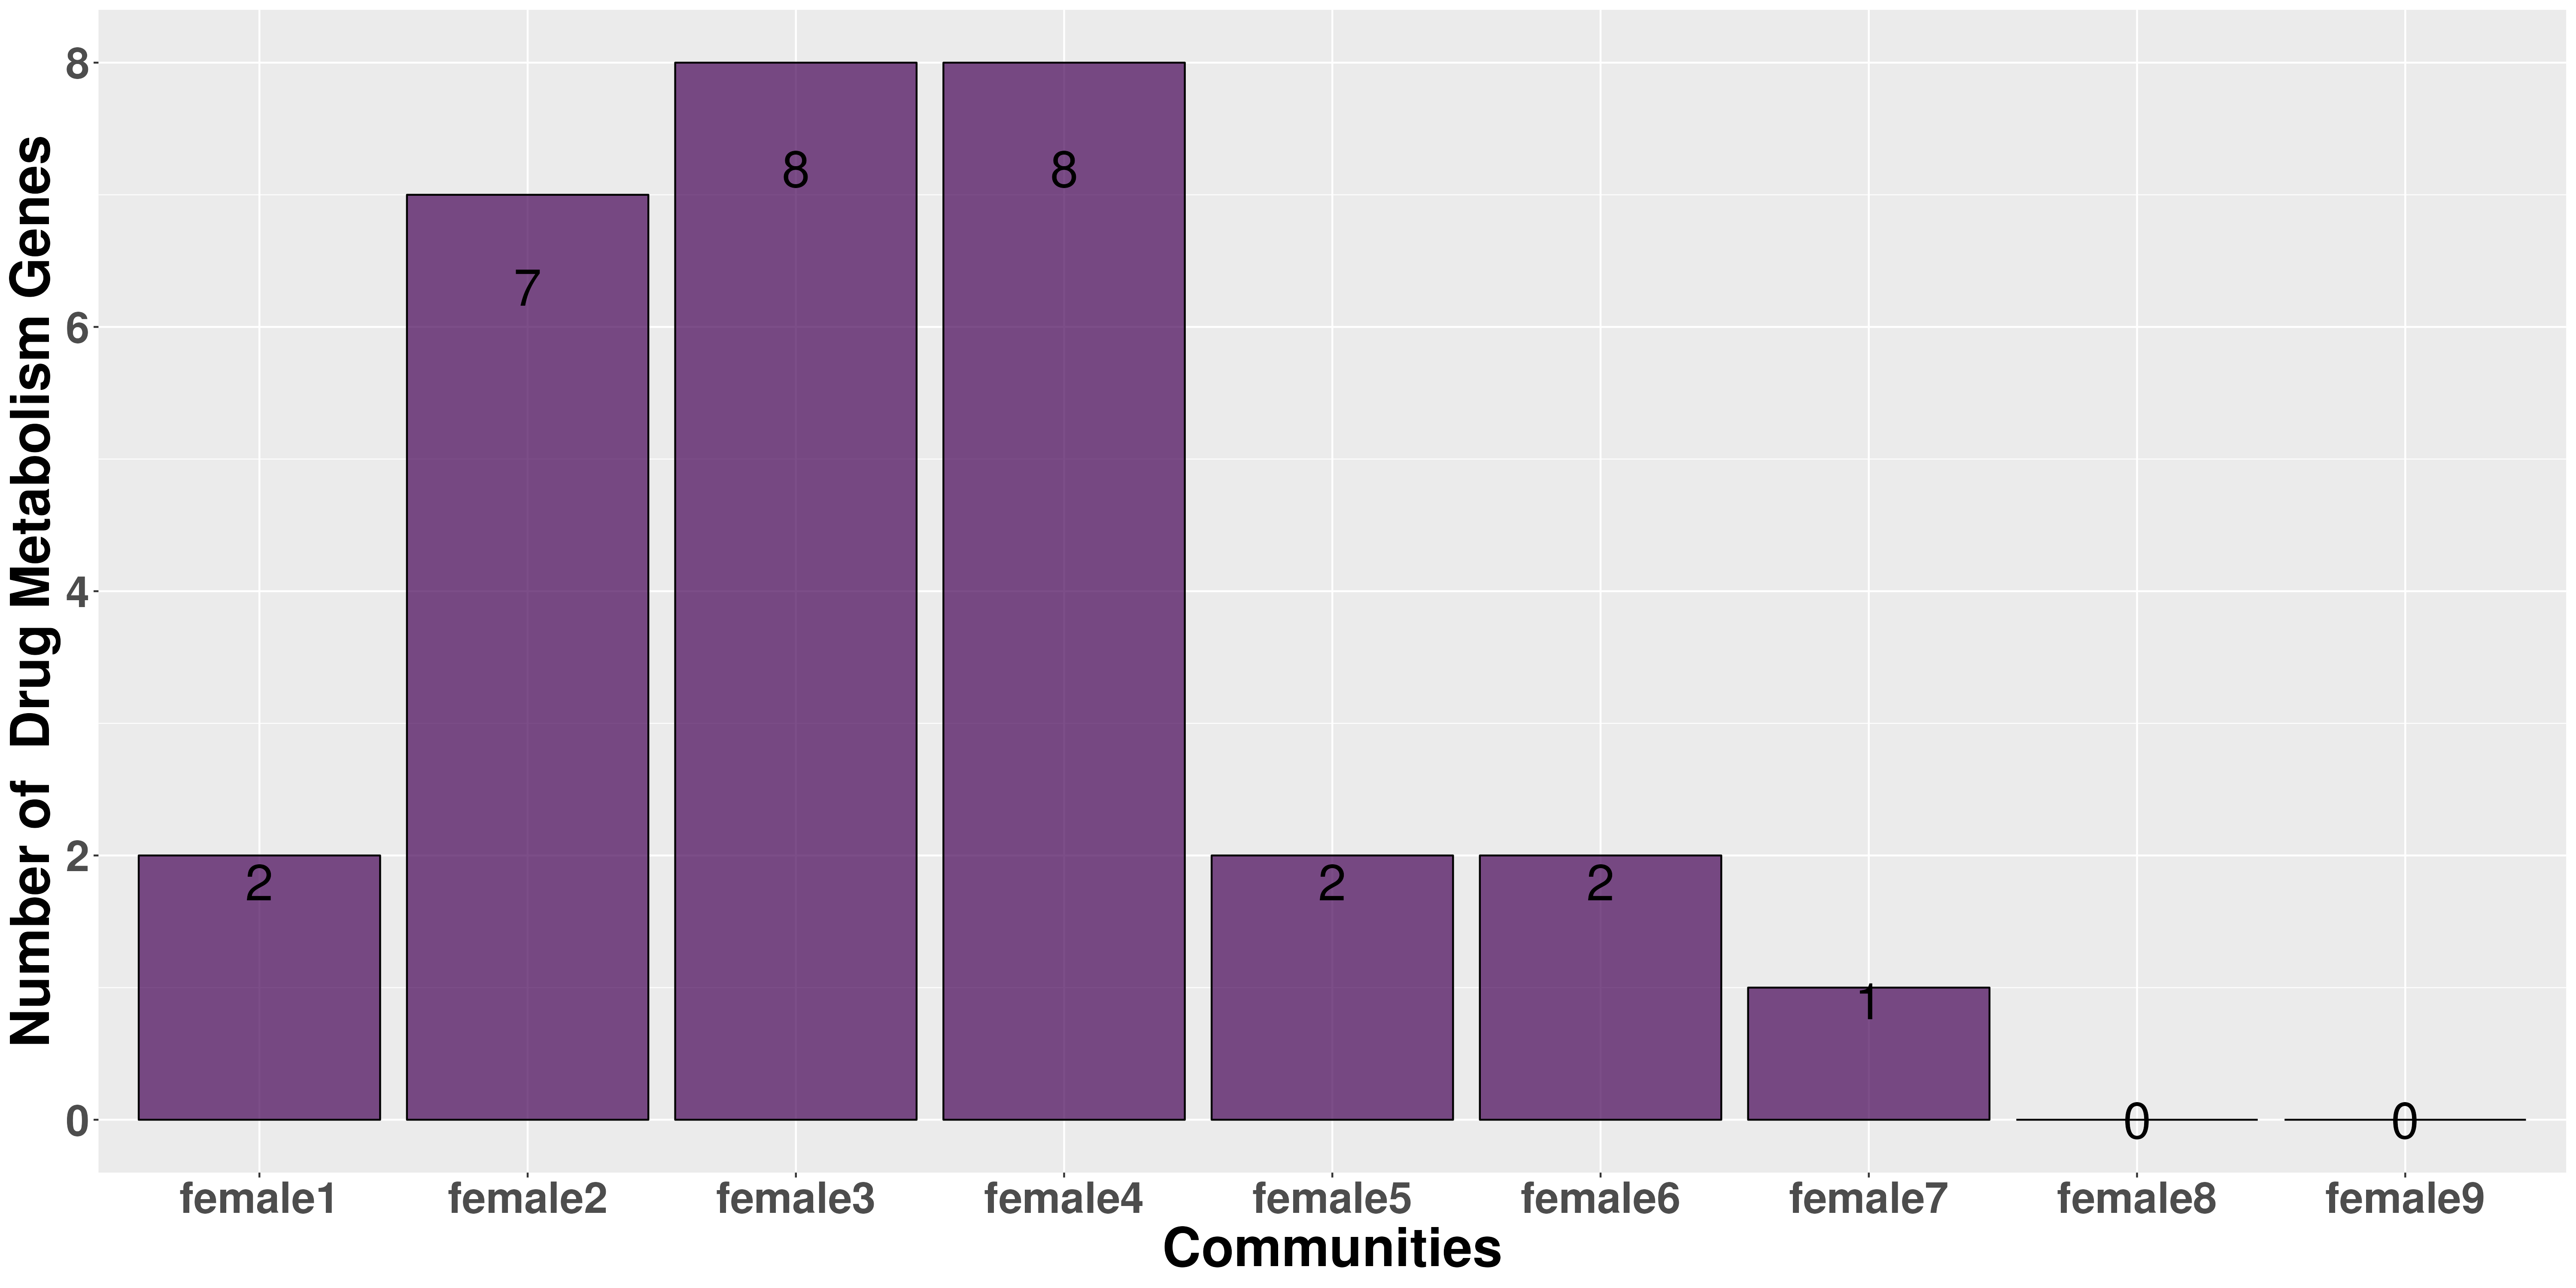 Number of  Drug Metabolism Genes
8
6
4
2
0
2
7
8
8
2
2
1
0
0
female1
female2
female3
female4
female5
female6
female7
female8
female9
Communities